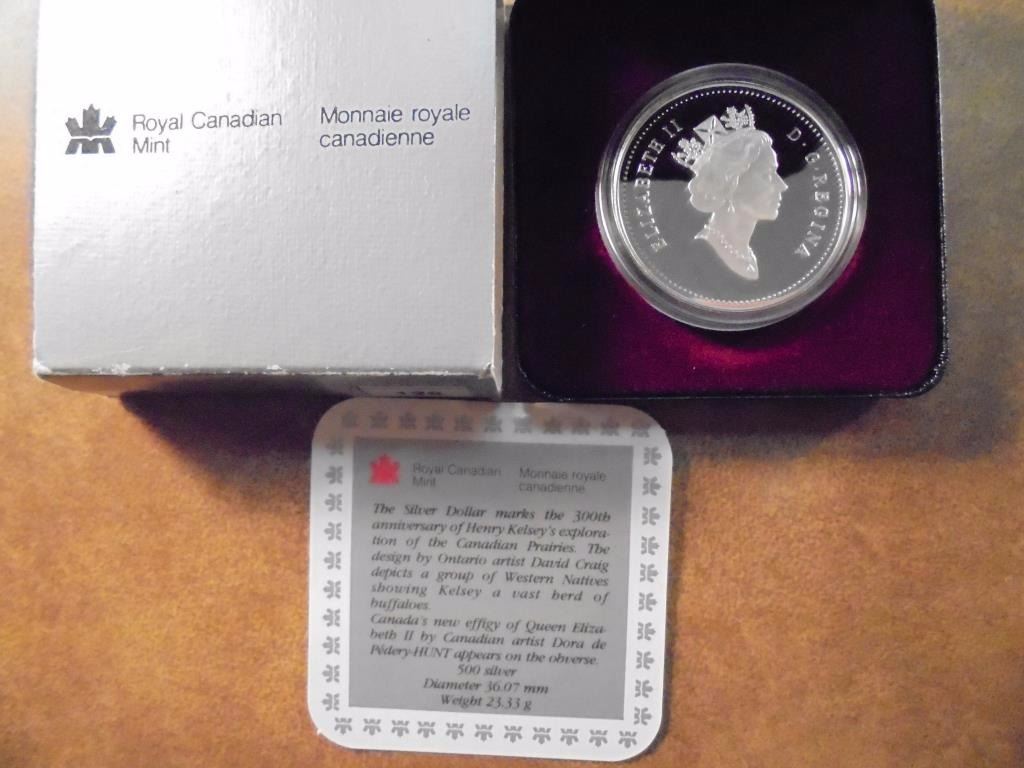 Royal Canadian
Mint
Monnaie royale
canadienne
ELIZABETH II D·G·REGINA
Royal Canadian
Mint
Monnaie royale
canadienne
The Silver Dollar marks the 300th
anniversary of Henry Kelsey's explora-
tion of the Canadian Prairies. The
design by Ontario artist David Craig
depicts a group of Western Natives
showing Kelsey a vast herd of
buffaloes.
Canada's new effigy of Queen Eliza-
beth II by Canadian artist Dora de
Pédery-HUNT appears on the obverse.
500 silver
Diameter 36.07 mm
Weight 23.33 g